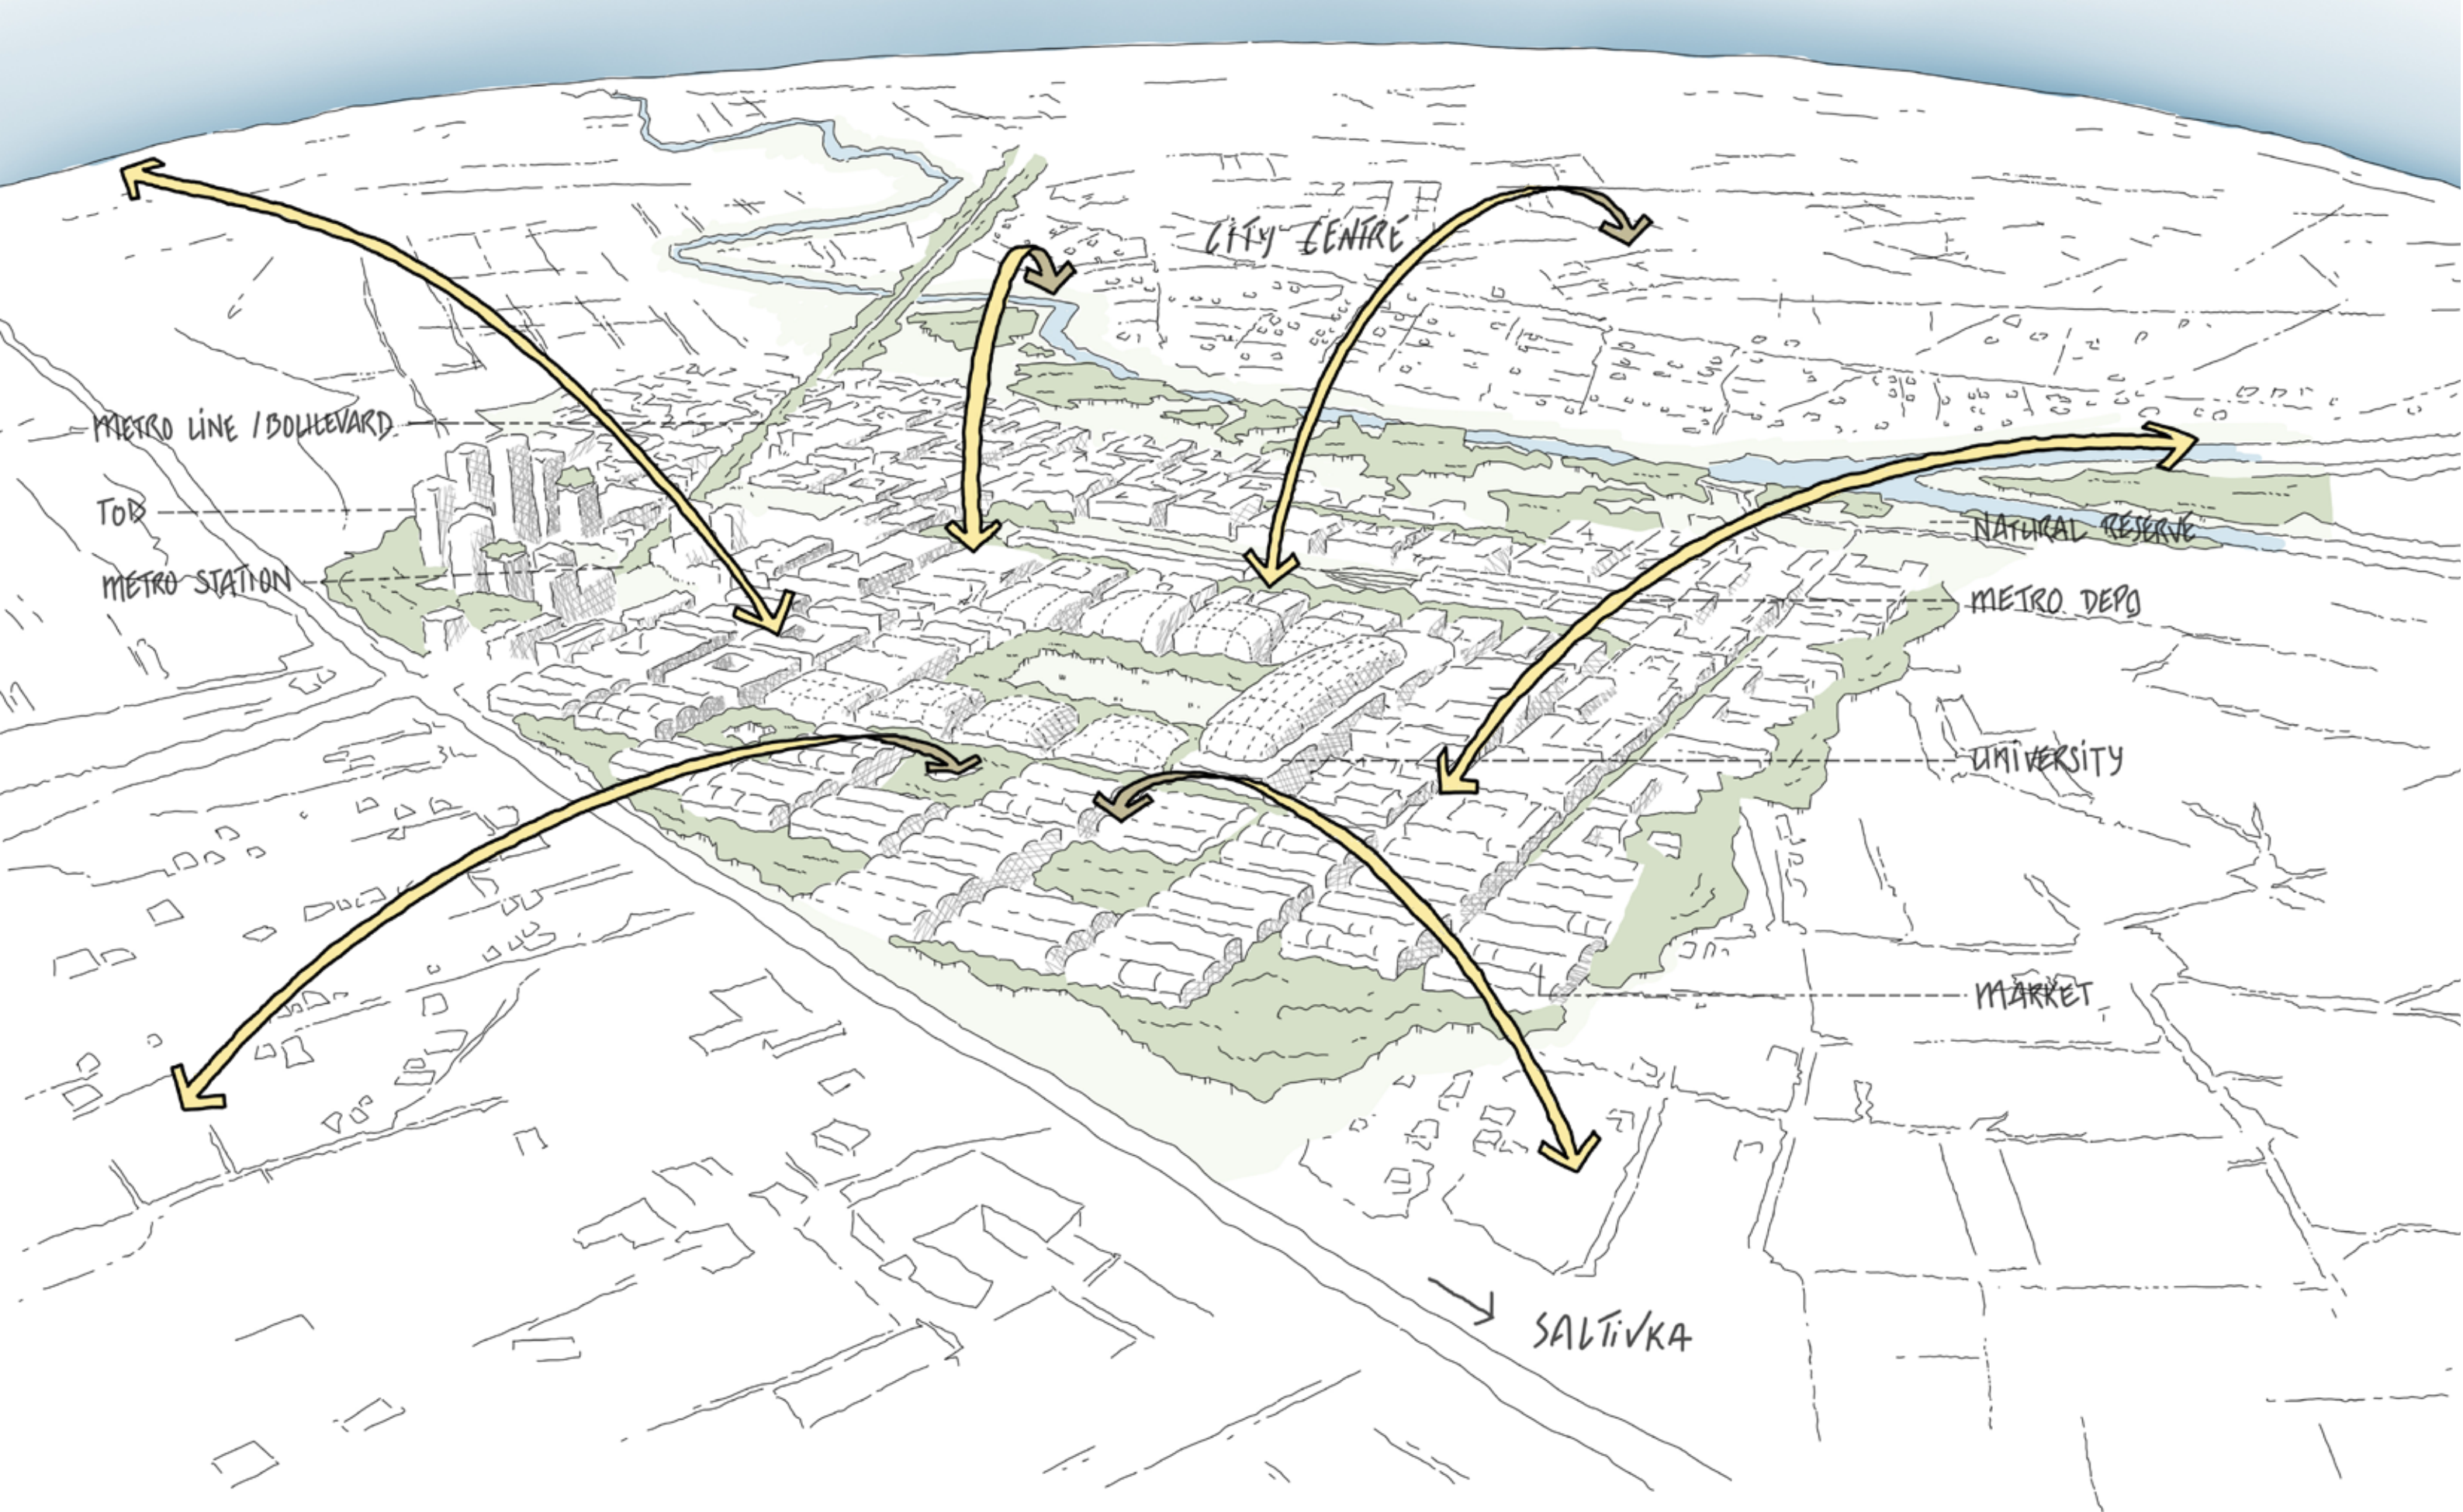 CITY CENTRE
METRO LINE / BOULEVARD
TOD
METRO STATION
NATURAL RESERVE
METRO DEPO
UNIVERSITY
MARKET
SALTIVKA